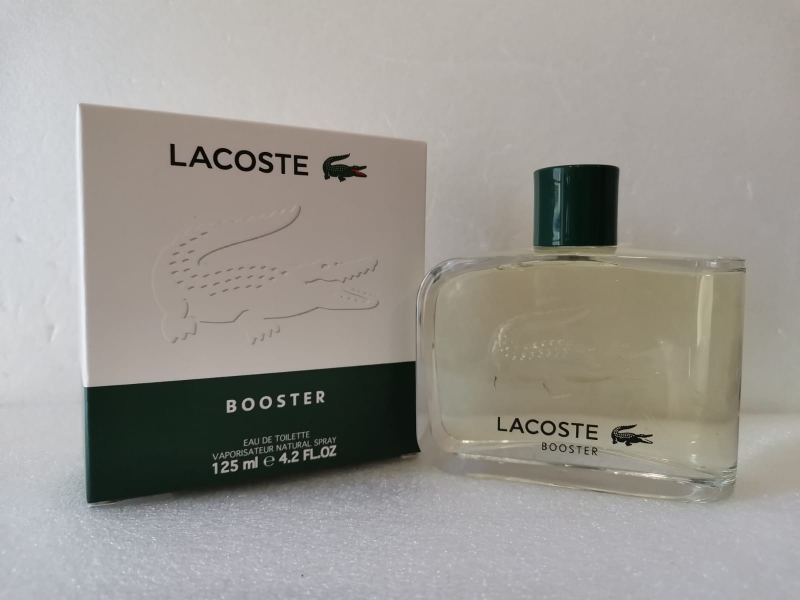 LACOSTE
BOOSTER
EAU DE TOILETTE
VAPORISATEUR NATURAL SPRAY
125 ml ℮ 4.2 FL.OZ
LACOSTE
BOOSTER